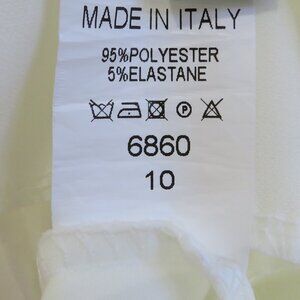 MADE IN ITALY
95%POLYESTER
5%ELASTANE
P
6860
10